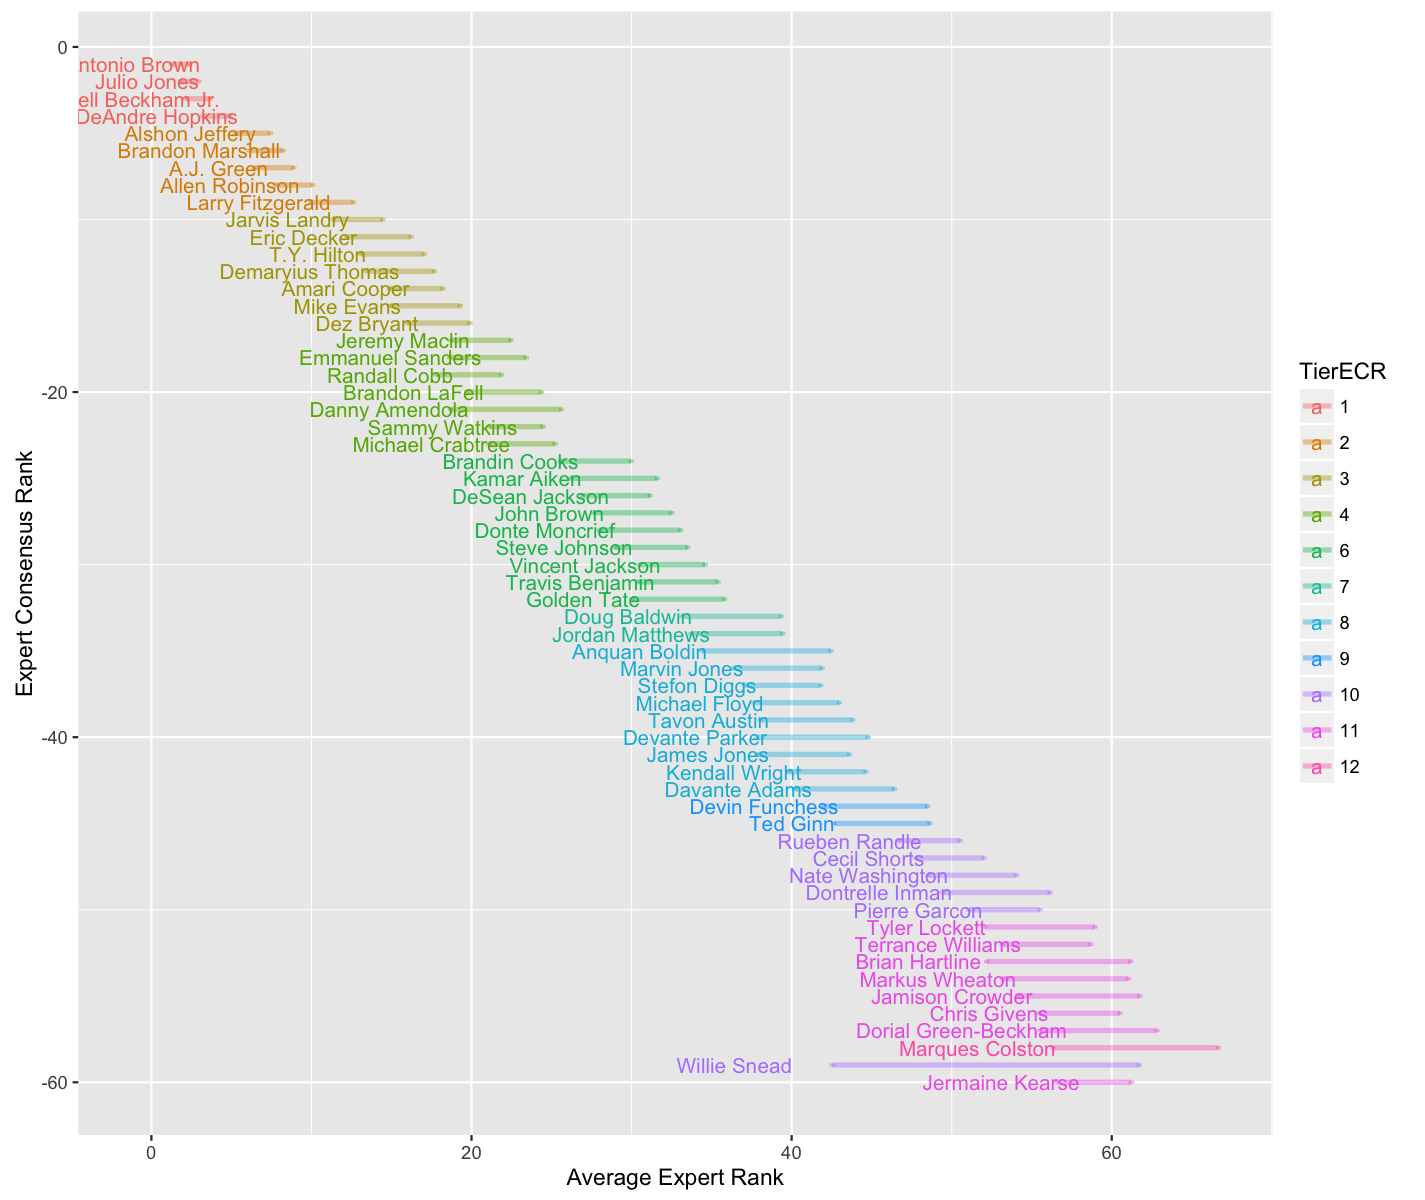 0
ntonio Brown
Julio Jones
ell Beckham Jr.
DeAndre Hopkins
Alshon Jeffery
Brandon Marshall
A.J. Green
Allen Robinson
Larry Fitzgerald
Jarvis Landry
Eric Decker
T.Y. Hilton
Demaryius Thomas
Amari Cooper
Mike Evans
Dez Bryant
Jeremy Maclin
Emmanuel Sanders
Randall Cobb
-20
Brandon LaFell
Danny Amendola
Sammy Watkins
Michael Crabtree
Brandin Cooks
Kamar Aiken
DeSean Jackson
John Brown
Donte Moncrief
Steve Johnson
Vincent Jackson
Travis Benjamin
Golden Tate
Doug Baldwin
Jordan Matthews
Anquan Boldin
Marvin Jones
Stefon Diggs
Michael Floyd
Tavon Austin
-40
Devante Parker
James Jones
Kendall Wright
Davante Adams
Devin Funchess
Ted Ginn
Rueben Randle
Cecil Shorts
Nate Washington
Dontrelle Inman
Pierre Garcon
Tyler Lockett
Terrance Williams
Brian Hartline
Markus Wheaton
Jamison Crowder
Chris Givens
Dorial Green-Beckham
Marques Colston
Willie Snead
-60
Jermaine Kearse
0 20 40 60
Average Expert Rank
Expert Consensus Rank
TierECR
a 1
a 2
a 3
a 4
a 6
a 7
a 8
a 9
a 10
a 11
a 12